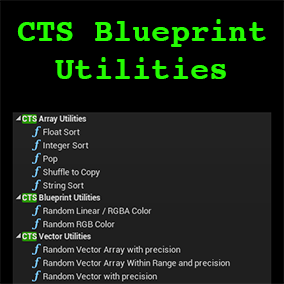 CTS Blueprint
Utilities
CTS Array Utilities
Float Sort
Integer Sort
Pop
Shuffle to Copy
String Sort
CTS Blueprint Utilities
Random Linear / RGBA Color
Random RGB Color
CTS Vector Utilities
Random Vector Array with precision
Random Vector Array Within Range and precision
Random Vector with precision